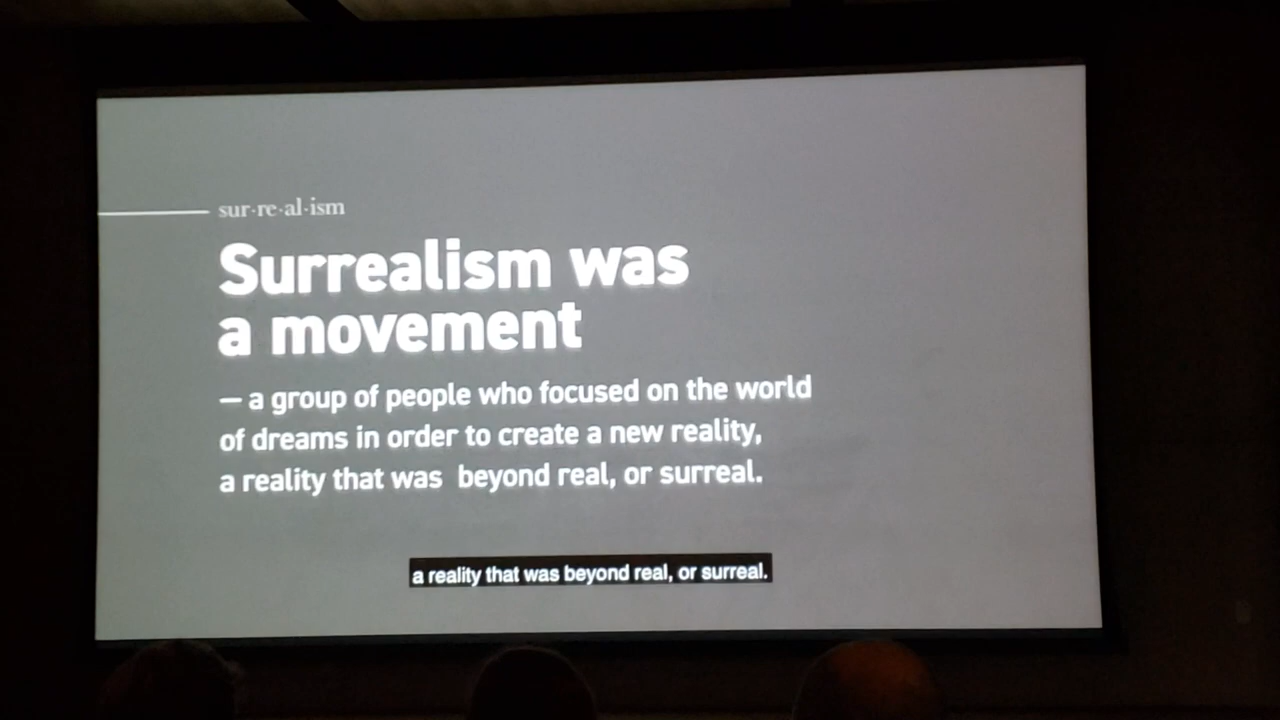 sur·re·al·ism
Surrealism was
a movement
— a group of people who focused on the world
of dreams in order to create a new reality,
a reality that was  beyond real, or surreal.
a reality that was beyond real, or surreal.